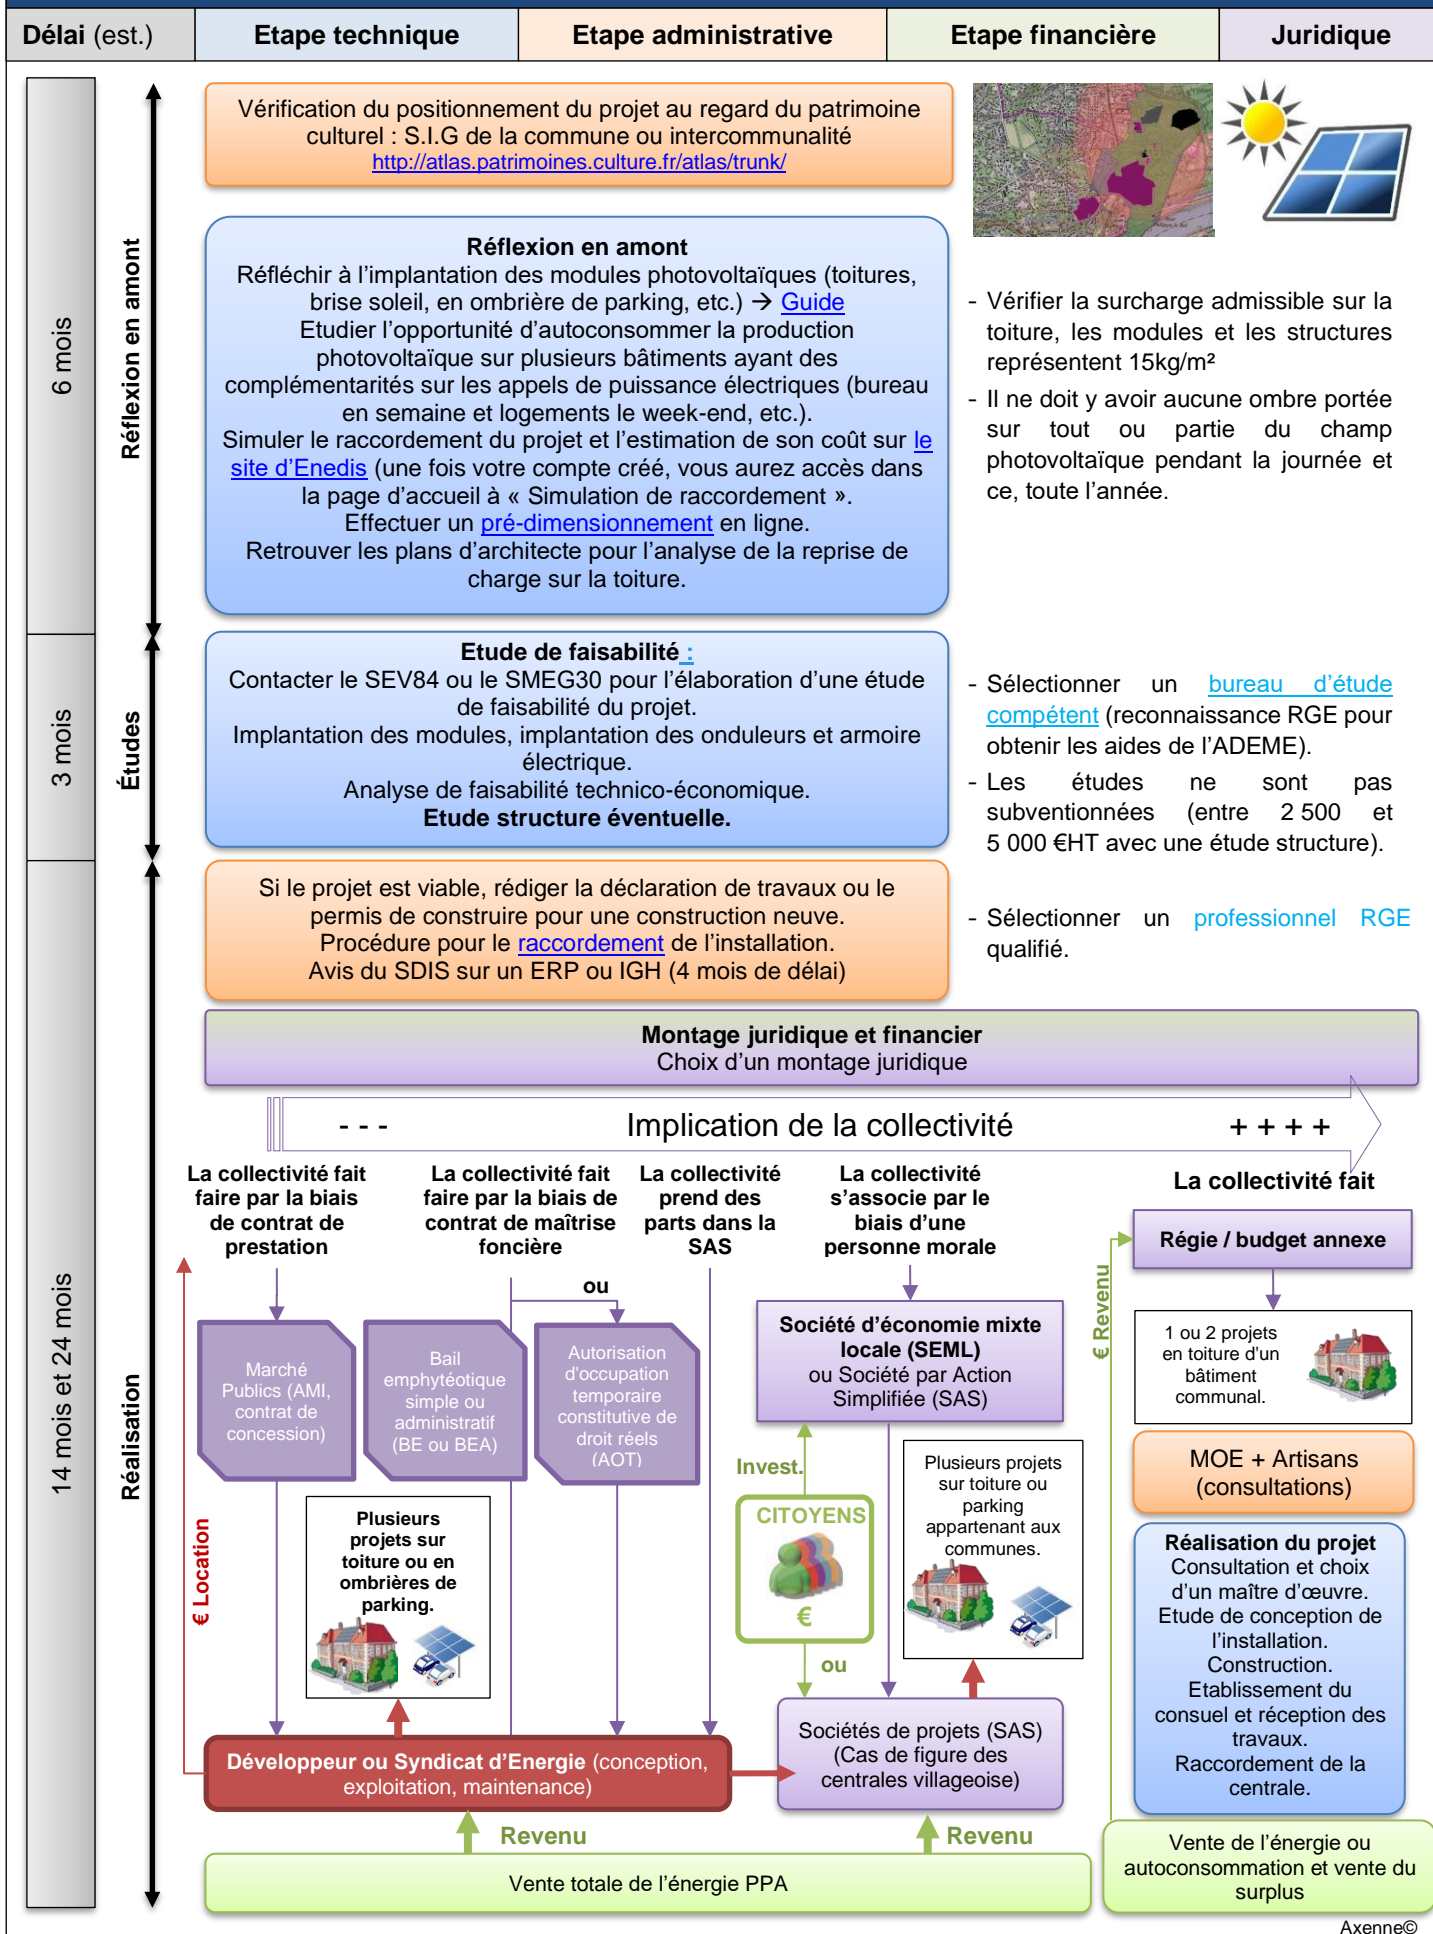 Délai (est.)
Etape technique
Etape administrative
Etape financière
Juridique
6 mois
Réflexion en amont
Vérification du positionnement du projet au regard du patrimoine
culturel : S.I.G de la commune ou intercommunalité
http://atlas.patrimoines.culture.fr/atlas/trunk/
Réflexion en amont
Réfléchir à l’implantation des modules photovoltaïques (toitures,
brise soleil, en ombrière de parking, etc.) → Guide
Etudier l’opportunité d’autoconsommer la production
photovoltaïque sur plusieurs bâtiments ayant des
complémentarités sur les appels de puissance électriques (bureau
en semaine et logements le week-end, etc.).
Simuler le raccordement du projet et l’estimation de son coût sur le
site d’Enedis (une fois votre compte créé, vous aurez accès dans
la page d’accueil à « Simulation de raccordement ».
Effectuer un pré-dimensionnement en ligne.
Retrouver les plans d’architecte pour l’analyse de la reprise de
charge sur la toiture.
- Vérifier la surcharge admissible sur la
toiture, les modules et les structures
représentent 15kg/m²
- Il ne doit y avoir aucune ombre portée
sur tout ou partie du champ
photovoltaïque pendant la journée et
ce, toute l’année.
3 mois
Études
Etude de faisabilité :
Contacter le SEV84 ou le SMEG30 pour l’élaboration d’une étude
de faisabilité du projet.
Implantation des modules, implantation des onduleurs et armoire
électrique.
Analyse de faisabilité technico-économique.
Etude structure éventuelle.
- Sélectionner un bureau d’étude
compétent (reconnaissance RGE pour
obtenir les aides de l’ADEME).
- Les études ne sont pas
subventionnées (entre 2 500 et
5 000 €HT avec une étude structure).
14 mois et 24 mois
Réalisation
Si le projet est viable, rédiger la déclaration de travaux ou le
permis de construire pour une construction neuve.
Procédure pour le raccordement de l’installation.
Avis du SDIS sur un ERP ou IGH (4 mois de délai)
- Sélectionner un professionnel RGE
qualifié.
Montage juridique et financier
Choix d’un montage juridique
- - - Implication de la collectivité + + + +
La collectivité fait
faire par la biais
de contrat de
prestation
La collectivité fait
faire par la biais de
contrat de maîtrise
foncière
La collectivité
prend des
parts dans la
SAS
La collectivité
s’associe par le
biais d’une
personne morale
La collectivité fait
ou
€ Location
Marché
Publics (AMI,
contrat de
concession)
Bail
emphytéotique
simple ou
administratif
(BE ou BEA)
Autorisation
d'occupation
temporaire
constitutive de
droit réels
(AOT)
Société d’économie mixte
locale (SEML)
ou Société par Action
Simplifiée (SAS)
€ Revenu
Régie / budget annexe
1 ou 2 projets
en toiture d'un
bâtiment
communal.
MOE + Artisans
(consultations)
Réalisation du projet
Consultation et choix
d’un maître d’œuvre.
Etude de conception de
l’installation.
Construction.
Etablissement du
consuel et réception des
travaux.
Raccordement de la
centrale.
Plusieurs
projets sur
toiture ou en
ombrières de
parking.
Invest.
CITOYENS
€
ou
Plusieurs projets
sur toiture ou
parking
appartenant aux
communes.
Développeur ou Syndicat d’Energie (conception,
exploitation, maintenance)
Sociétés de projets (SAS)
(Cas de figure des
centrales villageoise)
Revenu
Revenu
Vente totale de l’énergie PPA
Vente de l’énergie ou
autoconsommation et vente du
surplus
Axenne©